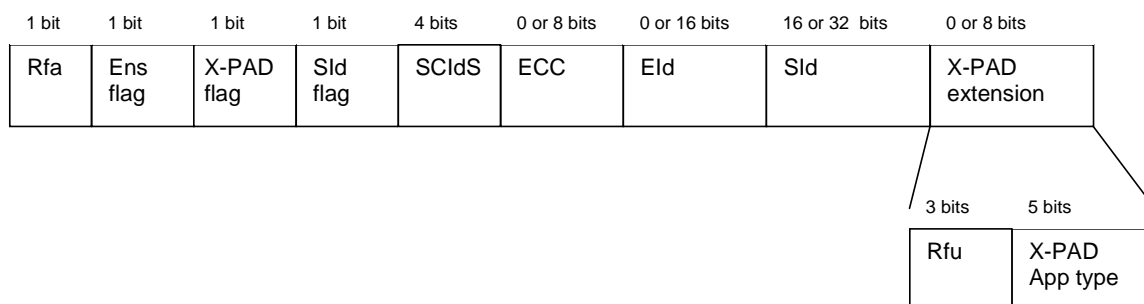 1 bit 1 bit 1 bit 1 bit 4 bits 0 or 8 bits 0 or 16 bits 16 or 32 bits 0 or 8 bits
Rfa Ens X-PAD SId SCIdS ECC EId SId X-PAD
flag flag flag extension
3 bits 5 bits
Rfu X-PAD
App type